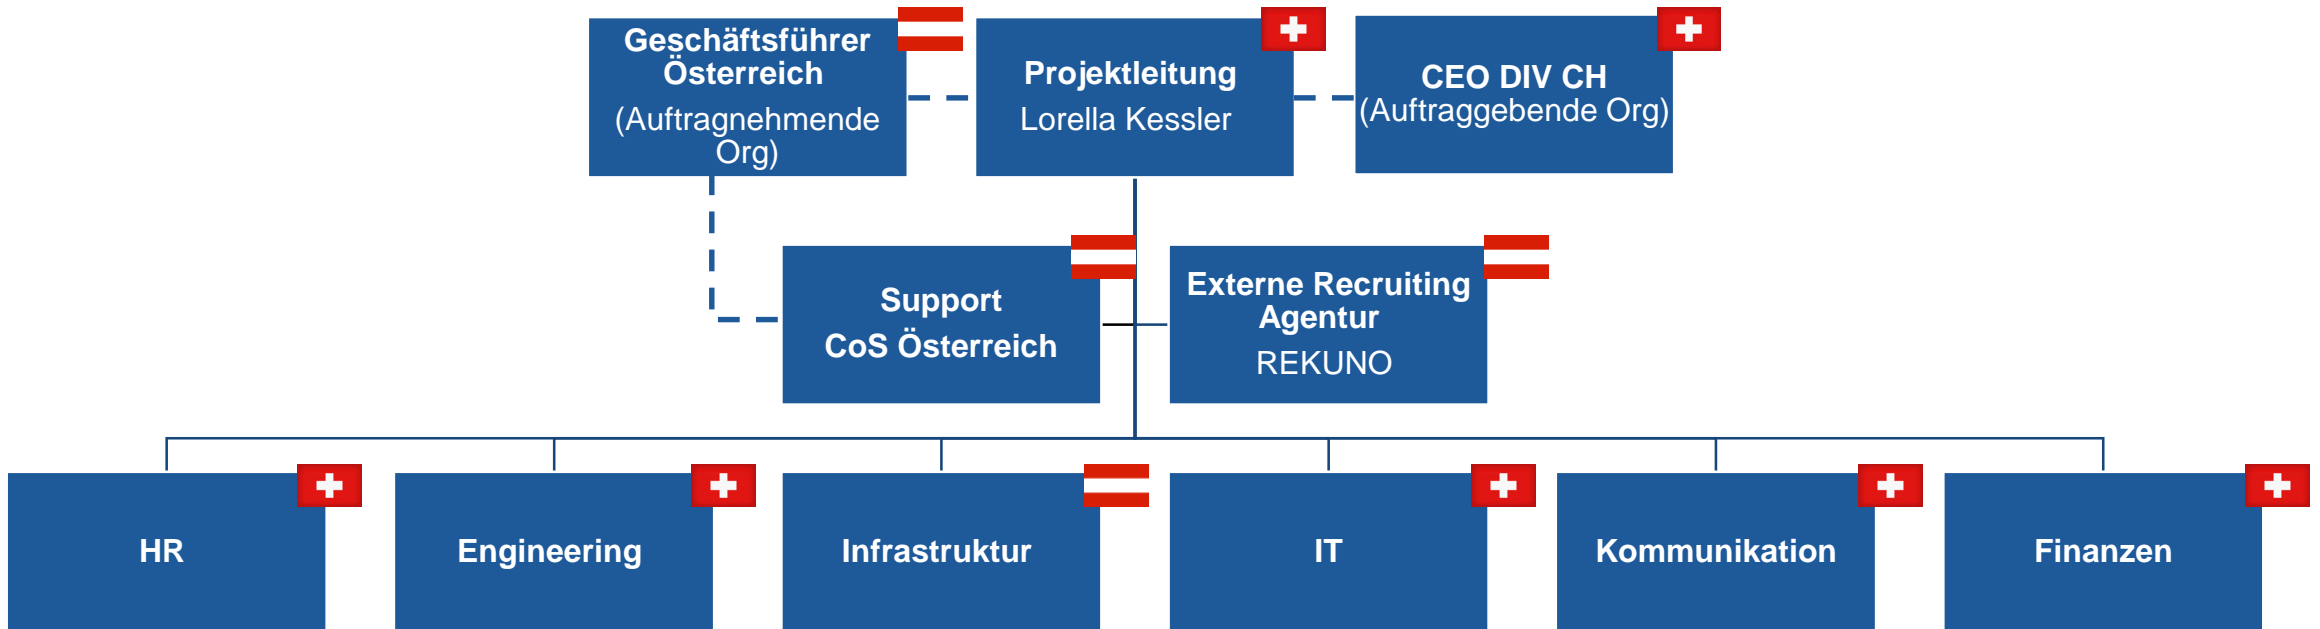 Geschäftsführer
Österreich
(Auftragnehmende
Org)
Projektleitung
Lorella Kessler
CEO DIV CH
(Auftraggebende Org)
Support
CoS Österreich
Externe Recruiting
Agentur
REKUNO
HR
Engineering
Infrastruktur
IT
Kommunikation
Finanzen